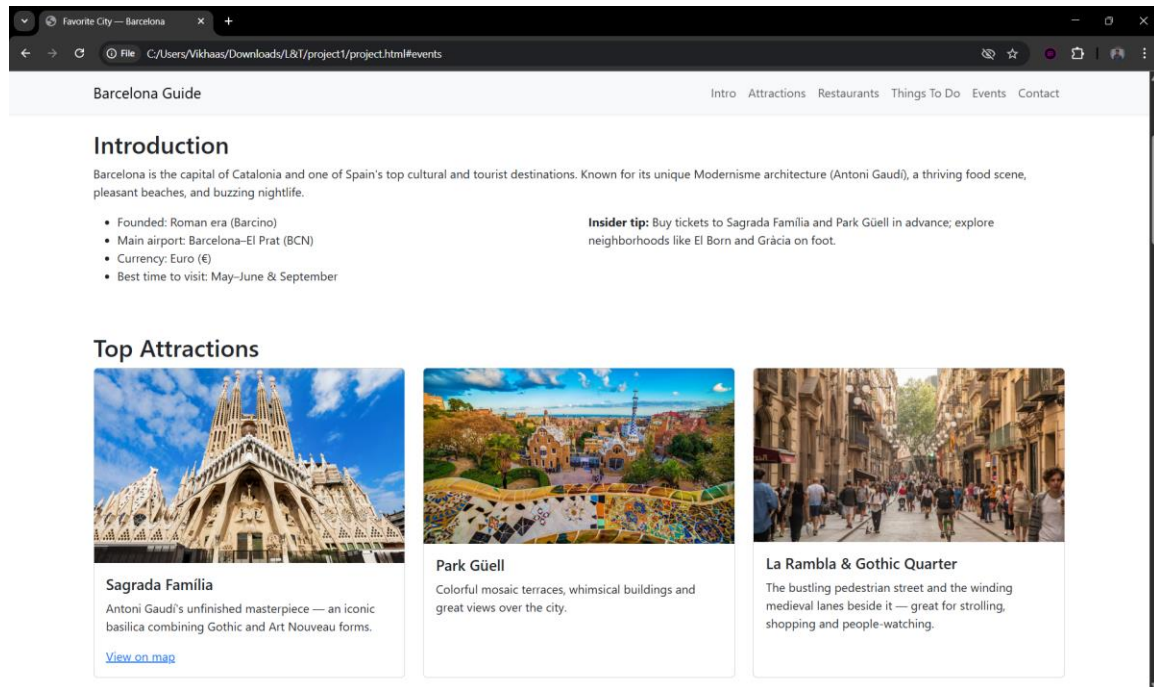 Favorite City — Barcelona
File C:/Users/Vikhaas/Downloads/L&T/project1/project.html#events
Barcelona Guide Intro Attractions Restaurants Things To Do Events Contact
Introduction
Barcelona is the capital of Catalonia and one of Spain's top cultural and tourist destinations. Known for its unique Modernisme architecture (Antoni Gaudí), a thriving food scene,
pleasant beaches, and buzzing nightlife.
• Founded: Roman era (Barcino)
• Main airport: Barcelona–El Prat (BCN)
• Currency: Euro (€)
• Best time to visit: May–June & September
Insider tip: Buy tickets to Sagrada Família and Park Güell in advance; explore
neighborhoods like El Born and Gràcia on foot.
Top Attractions
Sagrada Família
Antoni Gaudí's unfinished masterpiece — an iconic
basilica combining Gothic and Art Nouveau forms.
View on map
Park Güell
Colorful mosaic terraces, whimsical buildings and
great views over the city.
La Rambla & Gothic Quarter
The bustling pedestrian street and the winding
medieval lanes beside it — great for strolling,
shopping and people-watching.